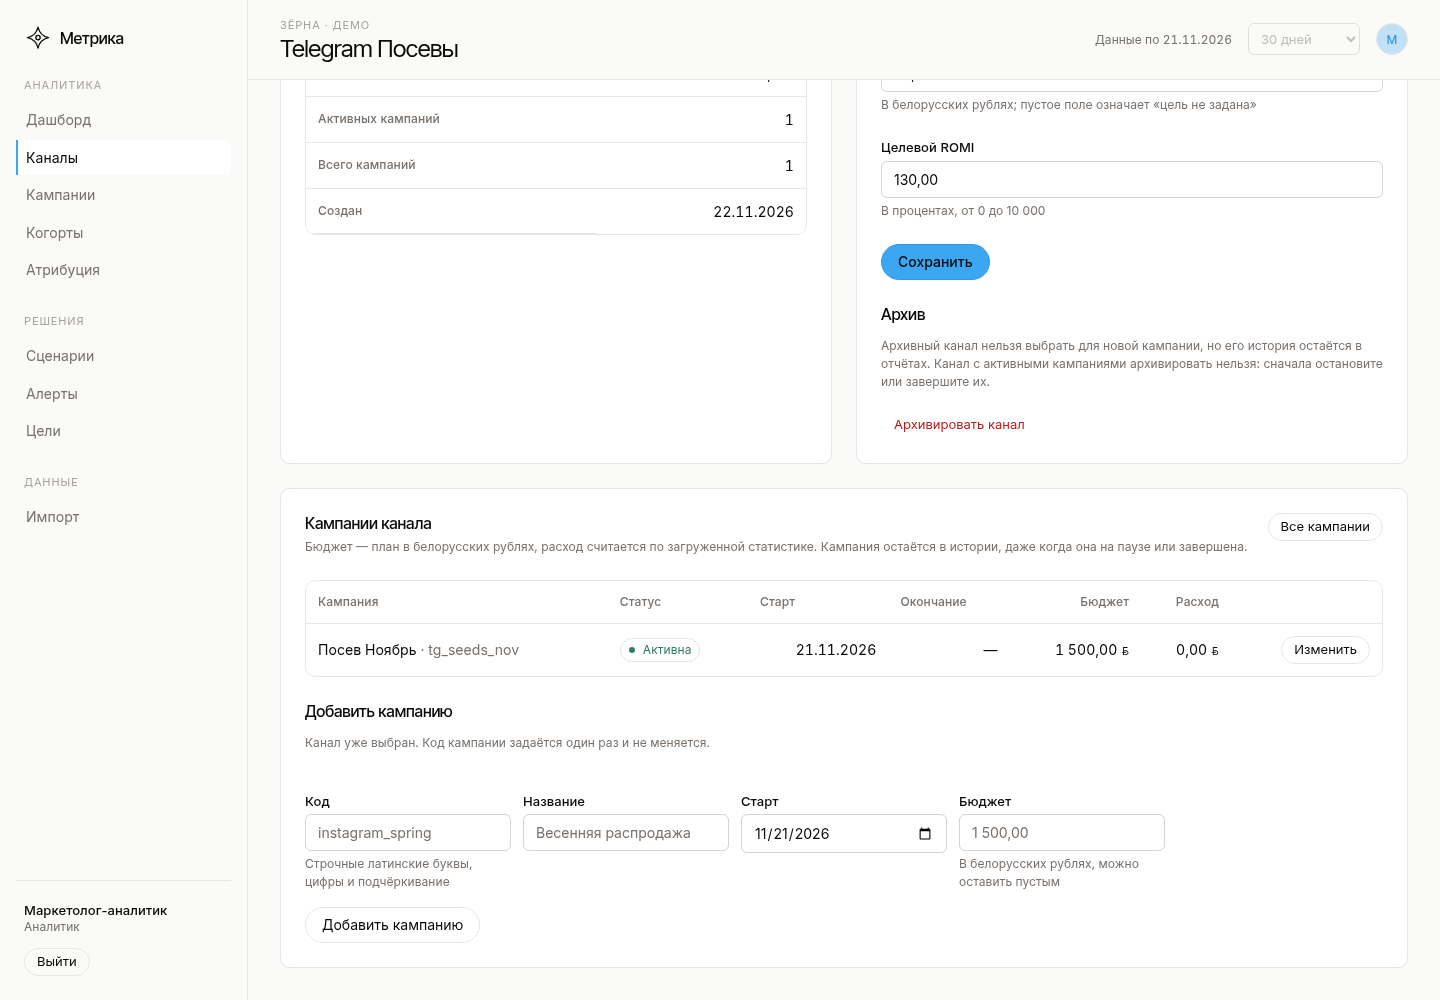 Метрика
АНАЛИТИКА
Дашборд
Каналы
Кампании
Когорты
Атрибуция
РЕШЕНИЯ
Сценарии
Алерты
Цели
ДАННЫЕ
Импорт
Маркетолог-аналитик
Аналитик
Выйти
ЗЁРНА · ДЕМО
Telegram Посевы
Данные по 21.11.2026
30 дней
М
Активных кампаний 1
Всего кампаний 1
Создан 22.11.2026
В белорусских рублях; пустое поле означает «цель не задана»
Целевой ROMI
130,00
В процентах, от 0 до 10 000
Сохранить
Архив
Архивный канал нельзя выбрать для новой кампании, но его история остаётся в
отчётах. Канал с активными кампаниями архивировать нельзя: сначала остановите
или завершите их.
Архивировать канал
Кампании канала
Все кампании
Бюджет — план в белорусских рублях, расход считается по загруженной статистике. Кампания остаётся в истории, даже когда она на паузе или завершена.
Кампания Статус Старт Окончание Бюджет Расход
Посев Ноябрь · tg_seeds_nov Активна 21.11.2026 — 1 500,00 Ƃ 0,00 Ƃ Изменить
Добавить кампанию
Канал уже выбран. Код кампании задаётся один раз и не меняется.
Код Название Старт Бюджет
instagram_spring Весенняя распродажа 11/21/2026 1 500,00
Строчные латинские буквы,
цифры и подчёркивание
В белорусских рублях, можно
оставить пустым
Добавить кампанию